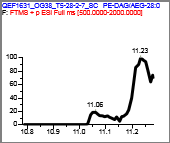 QEF1631_OG38_T5-28-2-7_SC PE-DAG/AEG-28:0
F: FTMS + p ESI Full ms [500.0000-2000.0000]
11.23
100
80
60
40
11.06
20
0
10.8 10.9 11.0 11.1 11.2